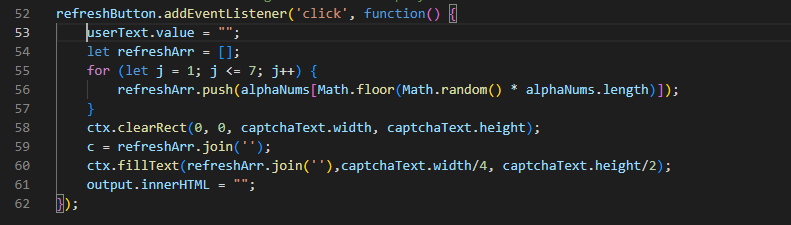 52 refreshButton.addEventListener('click', function() {
53     userText.value = "";
54     let refreshArr = [];
55     for (let j = 1; j <= 7; j++) {
56         refreshArr.push(alphaNums[Math.floor(Math.random() * alphaNums.length)]);
57     }
58     ctx.clearRect(0, 0, captchaText.width, captchaText.height);
59     c = refreshArr.join('');
60     ctx.fillText(refreshArr.join(''),captchaText.width/4, captchaText.height/2);
61     output.innerHTML = "";
62 });